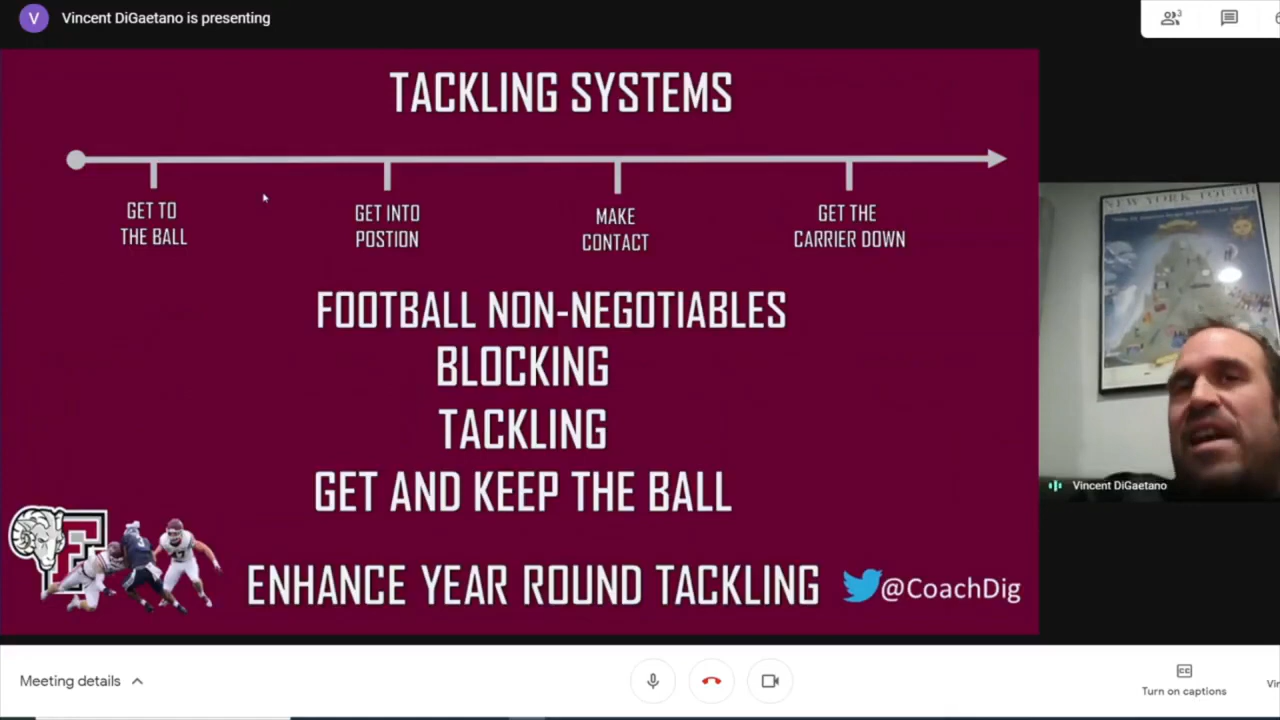 V
Vincent DiGaetano is presenting
3
TACKLING SYSTEMS
GET TO
THE BALL
GET INTO
POSTION
MAKE
CONTACT
GET THE
CARRIER DOWN
FOOTBALL NON-NEGOTIABLES
BLOCKING
TACKLING
GET AND KEEP THE BALL
ENHANCE YEAR ROUND TACKLING
@CoachDig
NEW YORK TOUGH
Vincent DiGaetano
Meeting details
CC
Turn on captions